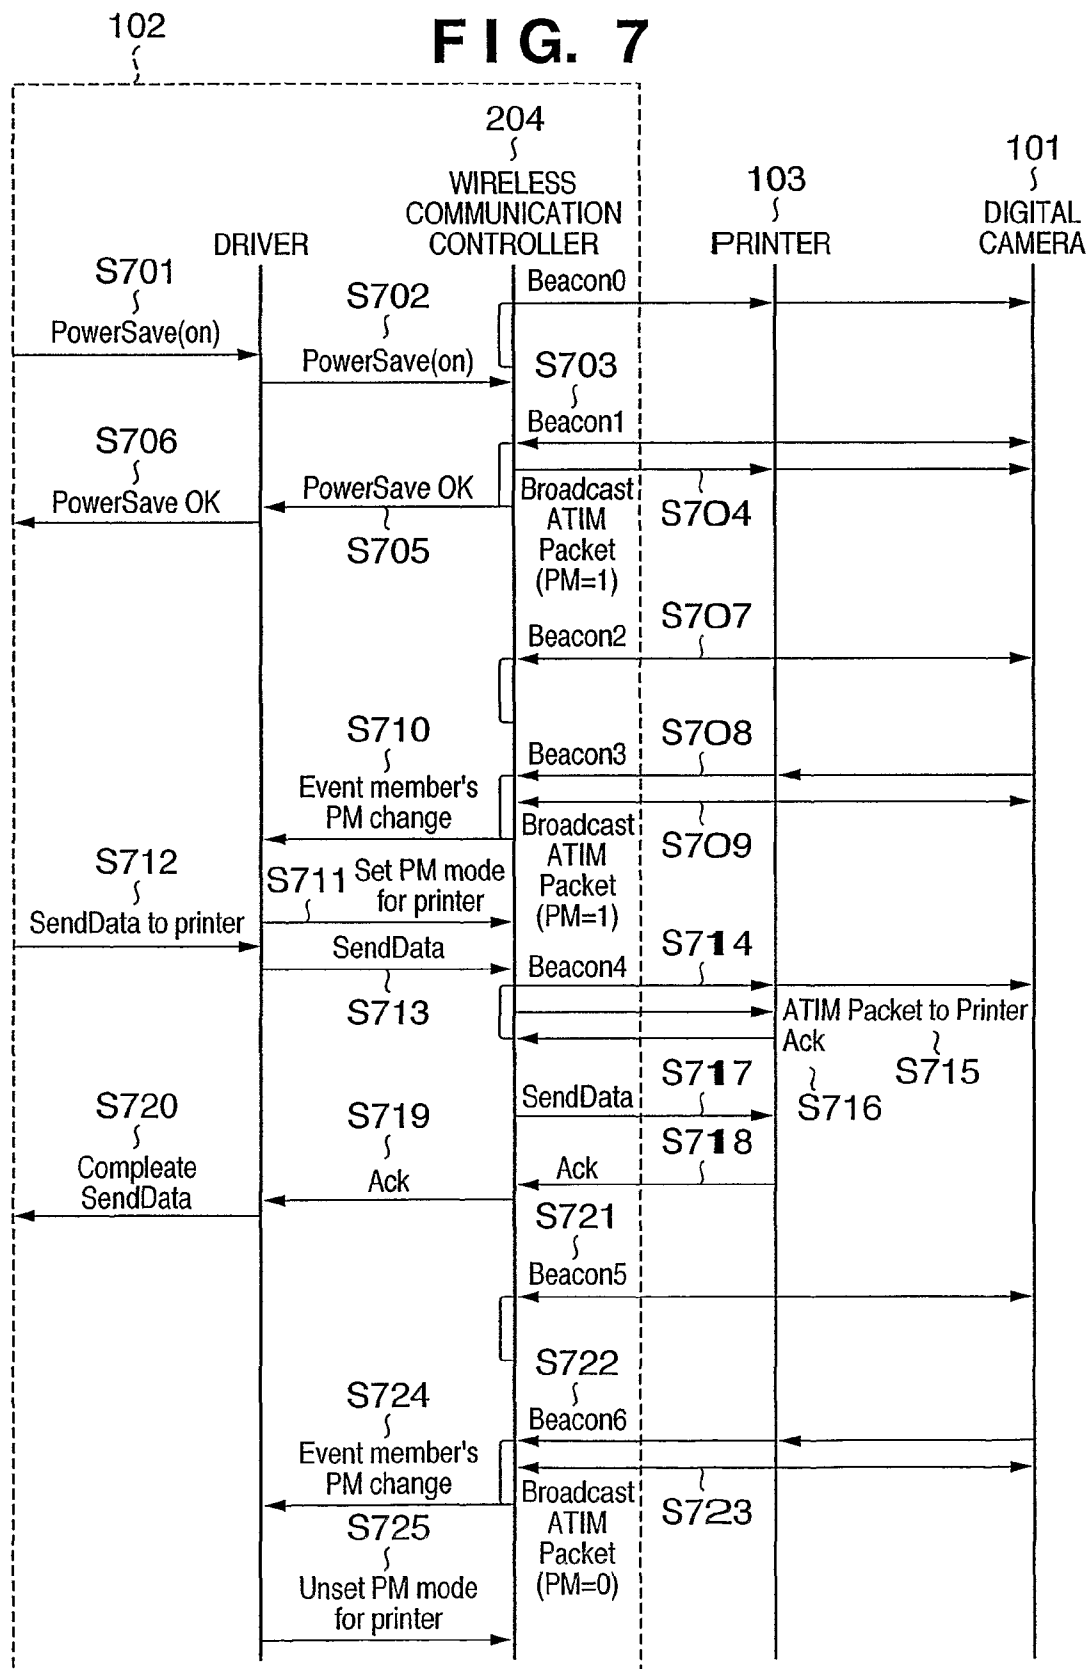 FIG. 7
102
204
WIRELESS
COMMUNICATION
CONTROLLER
103
PRINTER
101
DIGITAL
CAMERA
DRIVER
S701
PowerSave(on)
S702
PowerSave(on)
Beacon0
S703
Beacon1
S706
PowerSave OK
PowerSave OK
S705
Broadcast
ATIM
Packet
(PM=1)
S704
S707
Beacon2
S710
Event member's
PM change
S708
Beacon3
Broadcast
ATIM
Packet
(PM=1)
S709
S712
SendData to printer
S711 Set PM mode
for printer
SendData
S713
S714
Beacon4
ATIM Packet to Printer
Ack
S715
S716
S717
SendData
S720
Compleate
SendData
S719
Ack
S718
Ack
S721
Beacon5
S722
Beacon6
S724
Event member's
PM change
Broadcast
ATIM
Packet
(PM=0)
S723
S725
Unset PM mode
for printer